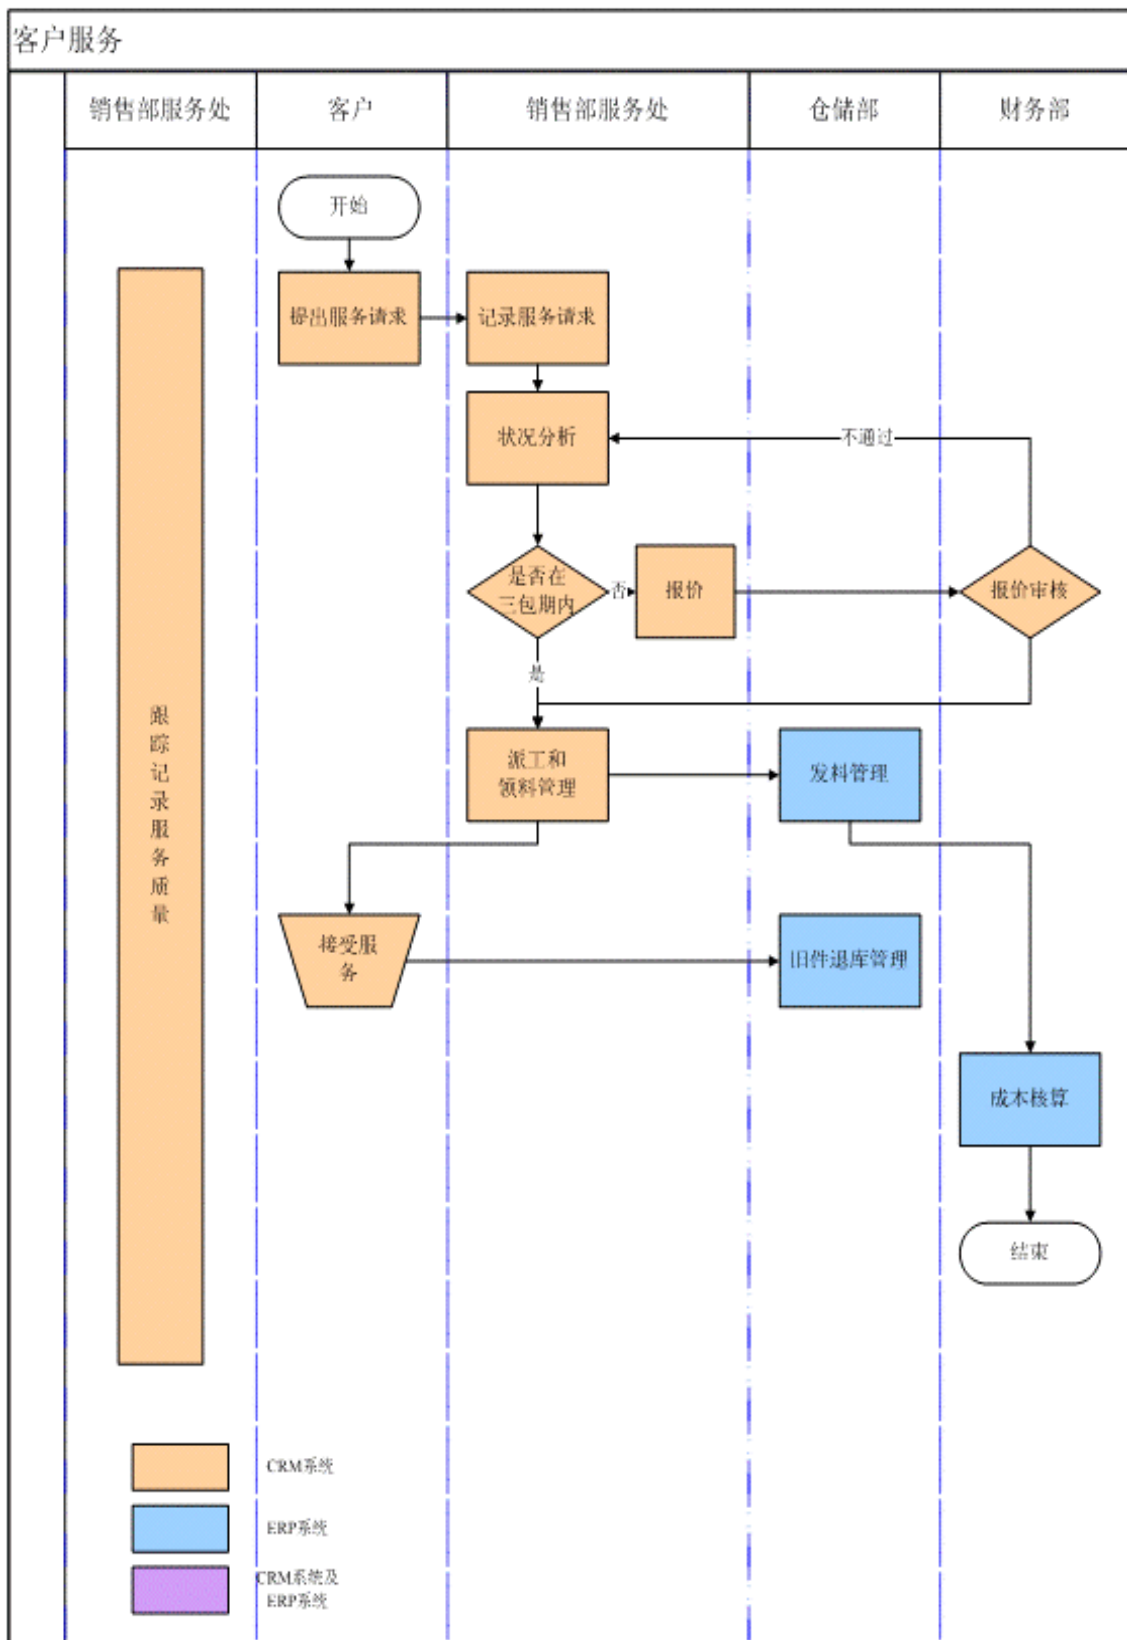 客户服务
销售部服务处
客户
销售部服务处
仓储部
财务部
开始
提出服务请求
记录服务请求
状况分析
不通过
是否在
三包期内
否
报价
报价审核
是
派工和
领料管理
发料管理
跟
踪
记
录
服
务
质
量
接受服
务
旧件退库管理
成本核算
结束
CRM系统
ERP系统
CRM系统及
ERP系统